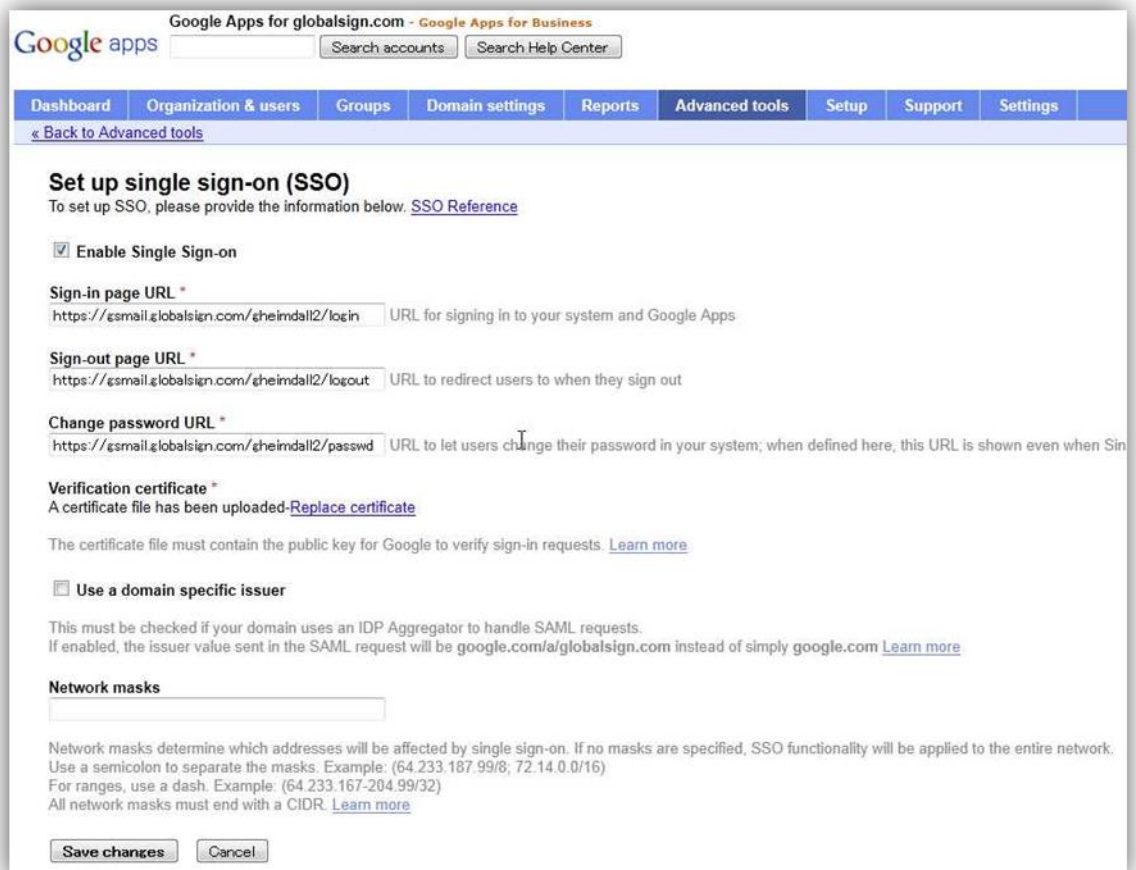 Google Apps for globalsign.com - Google Apps for Business
Google apps
Search accounts Search Help Center
Dashboard Organization & users Groups Domain settings Reports Advanced tools Setup Support Settings
« Back to Advanced tools
Set up single sign-on (SSO)
To set up SSO, please provide the information below. SSO Reference
Enable Single Sign-on
Sign-in page URL *
https://gsmail.globalsign.com/gheimdall2/login URL for signing in to your system and Google Apps
Sign-out page URL *
https://gsmail.globalsign.com/gheimdall2/logout URL to redirect users to when they sign out
Change password URL *
https://gsmail.globalsign.com/gheimdall2/passwd URL to let users change their password in your system; when defined here, this URL is shown even when Sin
Verification certificate *
A certificate file has been uploaded-Replace certificate
The certificate file must contain the public key for Google to verify sign-in requests. Learn more
Use a domain specific issuer
This must be checked if your domain uses an IDP Aggregator to handle SAML requests.
If enabled, the issuer value sent in the SAML request will be google.com/a/globalsign.com instead of simply google.com Learn more
Network masks
Network masks determine which addresses will be affected by single sign-on. If no masks are specified, SSO functionality will be applied to the entire network.
Use a semicolon to separate the masks. Example: (64.233.187.99/8; 72.14.0.0/16)
For ranges, use a dash. Example: (64.233.167-204.99/32)
All network masks must end with a CIDR. Learn more
Save changes Cancel